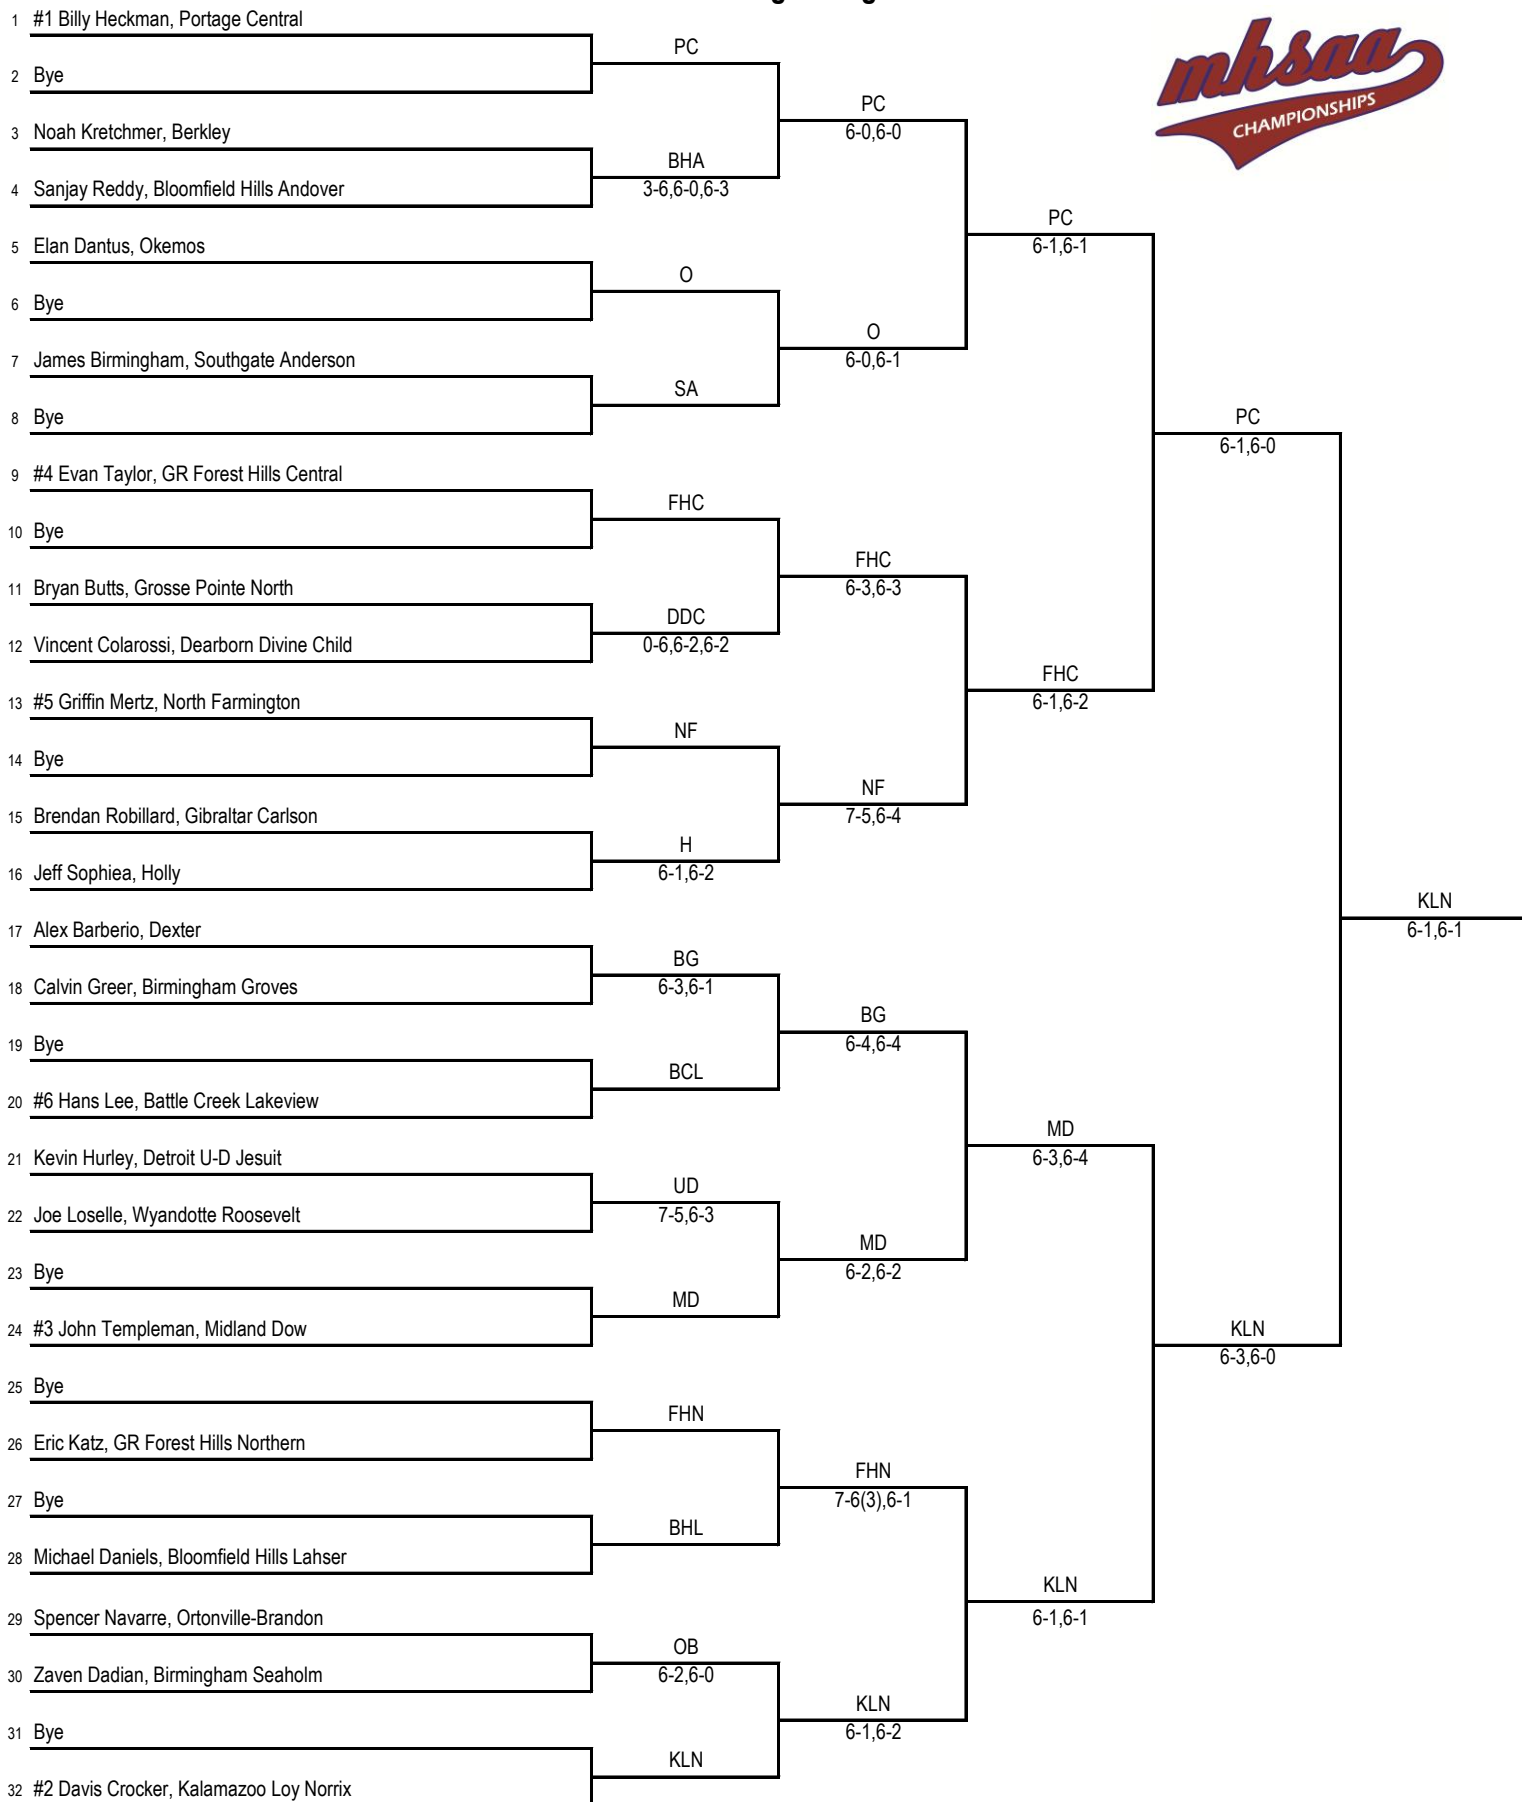 1 #1 Billy Heckman, Portage Central
PC
2 Bye
PC
6-0,6-0
3 Noah Kretchmer, Berkley
BHA
3-6,6-0,6-3
4 Sanjay Reddy, Bloomfield Hills Andover
PC
6-1,6-1
5 Elan Dantus, Okemos
O
6 Bye
O
6-0,6-1
7 James Birmingham, Southgate Anderson
SA
8 Bye
PC
6-1,6-0
9 #4 Evan Taylor, GR Forest Hills Central
FHC
10 Bye
FHC
6-3,6-3
11 Bryan Butts, Grosse Pointe North
DDC
0-6,6-2,6-2
12 Vincent Colarossi, Dearborn Divine Child
FHC
6-1,6-2
13 #5 Griffin Mertz, North Farmington
NF
14 Bye
NF
7-5,6-4
15 Brendan Robillard, Gibraltar Carlson
H
6-1,6-2
16 Jeff Sophiea, Holly
KLN
6-1,6-1
17 Alex Barberio, Dexter
BG
6-3,6-1
18 Calvin Greer, Birmingham Groves
BG
6-4,6-4
19 Bye
BCL
20 #6 Hans Lee, Battle Creek Lakeview
MD
6-3,6-4
21 Kevin Hurley, Detroit U-D Jesuit
UD
7-5,6-3
22 Joe Loselle, Wyandotte Roosevelt
MD
6-2,6-2
23 Bye
MD
24 #3 John Templeman, Midland Dow
KLN
6-3,6-0
25 Bye
FHN
26 Eric Katz, GR Forest Hills Northern
FHN
7-6(3),6-1
27 Bye
BHL
28 Michael Daniels, Bloomfield Hills Lahser
KLN
6-1,6-1
29 Spencer Navarre, Ortonville-Brandon
OB
6-2,6-0
30 Zaven Dadian, Birmingham Seaholm
KLN
6-1,6-2
31 Bye
KLN
32 #2 Davis Crocker, Kalamazoo Loy Norrix
mhsaa
CHAMPIONSHIPS